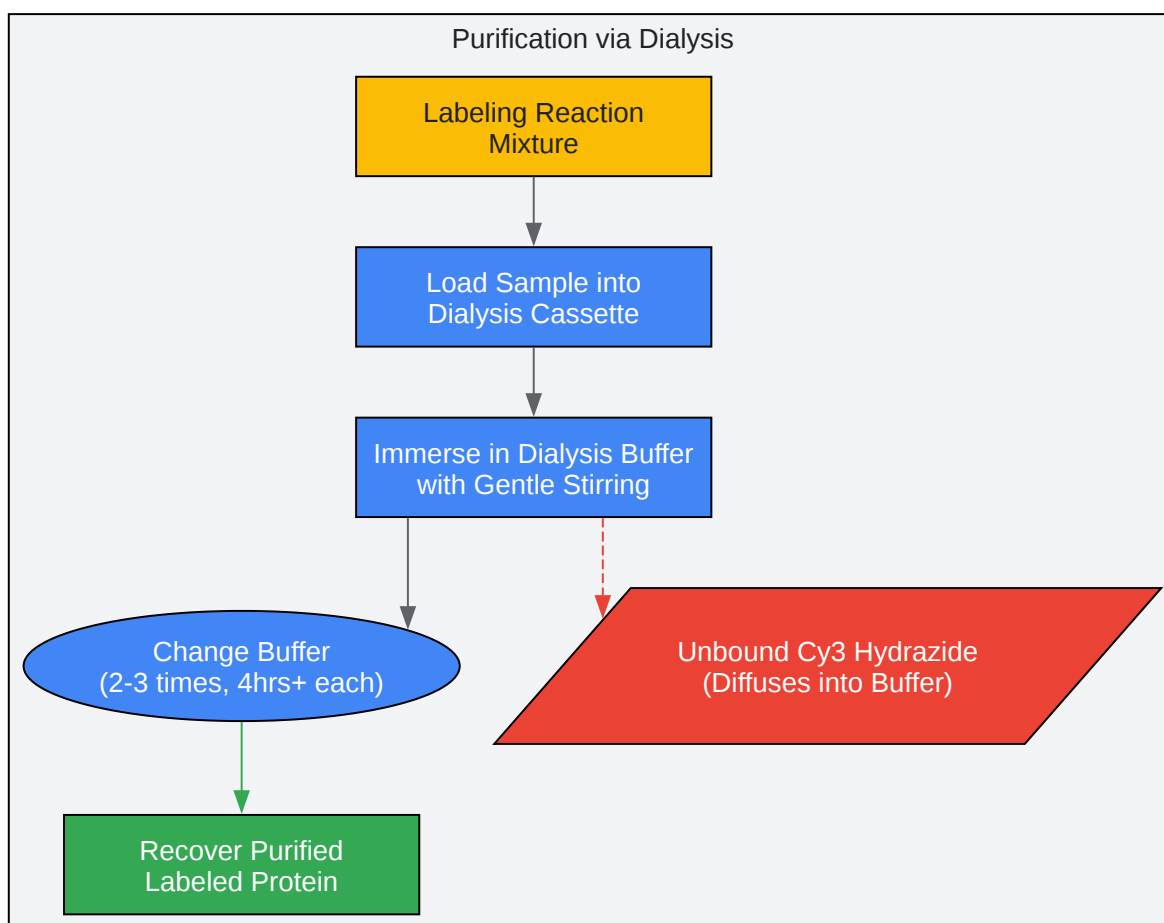 Purification via Dialysis
Labeling Reaction
Mixture
Load Sample into
Dialysis Cassette
Immerse in Dialysis Buffer
with Gentle Stirring
Change Buffer
(2-3 times, 4hrs+ each)
Unbound Cy3 Hydrazide
(Diffuses into Buffer)
Recover Purified
Labeled Protein